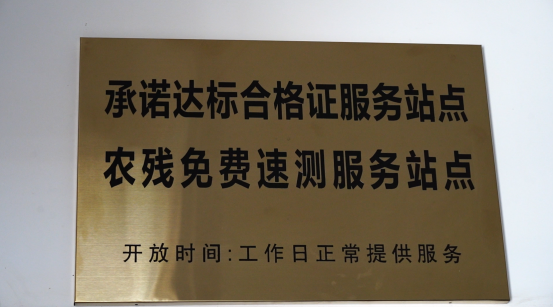 承诺达标合格证服务站点
农残免费速测服务站点
开放时间:工作日正常提供服务